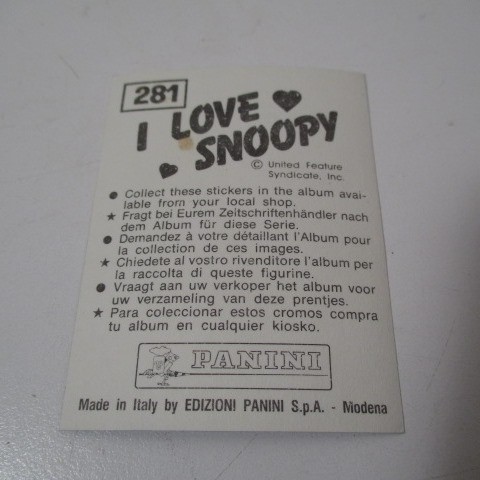 281
I LOVE
SNOOPY
© United Feature
Syndicate, Inc.
● Collect these stickers in the album avai-
lable from your local shop.
★ Fragt bei Eurem Zeitschriftenhändler nach
dem Album für diese Serie.
● Demandez à votre détaillant l'Album pour
la collection de ces images.
★ Chiedete al vostro rivenditore l'album per
la raccolta di queste figurine.
● Vraagt aan uw verkoper het album voor
uw verzameling van deze prentjes.
★ Para coleccionar estos cromos compra
tu album en cualquier kiosko.
PANINI
Made in Italy by EDIZIONI PANINI S.p.A. - Modena